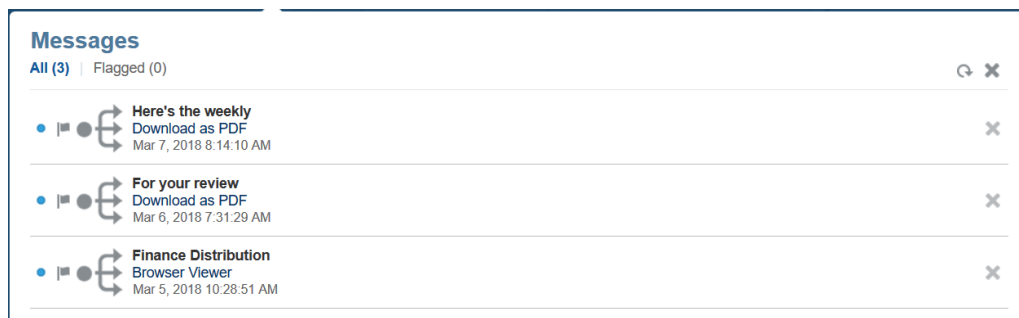 Messages
All (3) | Flagged (0)
Here's the weekly
Download as PDF
Mar 7, 2018 8:14:10 AM
For your review
Download as PDF
Mar 6, 2018 7:31:29 AM
Finance Distribution
Browser Viewer
Mar 5, 2018 10:28:51 AM